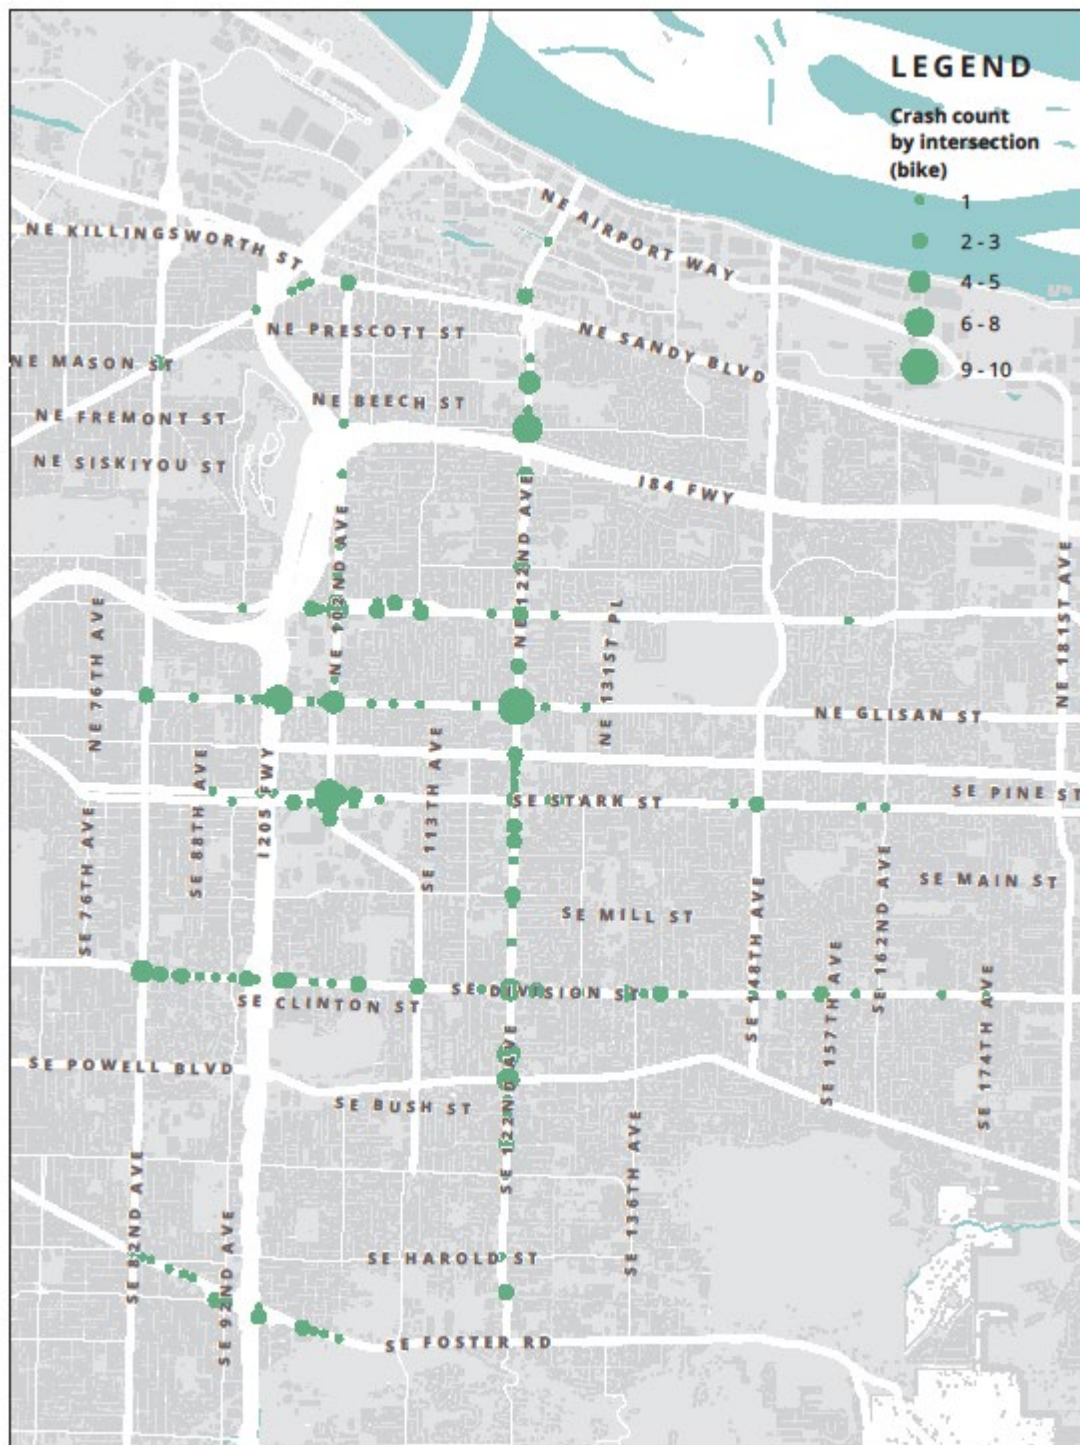 LEGEND
Crash count
by intersection
(bike)
1
2 - 3
4 - 5
6 - 8
9 - 10
NE AIRPORT WAY
NE KILLINGSWORTH ST
NE PRESCOTT ST
NE SANDY BLVD
NE MASON ST
NE BEECH ST
NE FREMONT ST
NE SISKIYOU ST
I84 FWY
NE 102ND AVE
NE 122ND AVE
NE 181ST AVE
NE 76TH AVE
NE 131ST PL
NE GLISAN ST
SE 88TH AVE
I205 FWY
SE 113TH AVE
SE STARK ST
SE PINE ST
SE 76TH AVE
SE MAIN ST
SE MILL ST
SE 148TH AVE
SE 162ND AVE
SE 157TH AVE
SE 174TH AVE
SE DIVISION ST
SE CLINTON ST
SE POWELL BLVD
SE BUSH ST
SE 122ND AVE
SE 136TH AVE
SE 82ND AVE
SE 92ND AVE
SE HAROLD ST
SE FOSTER RD